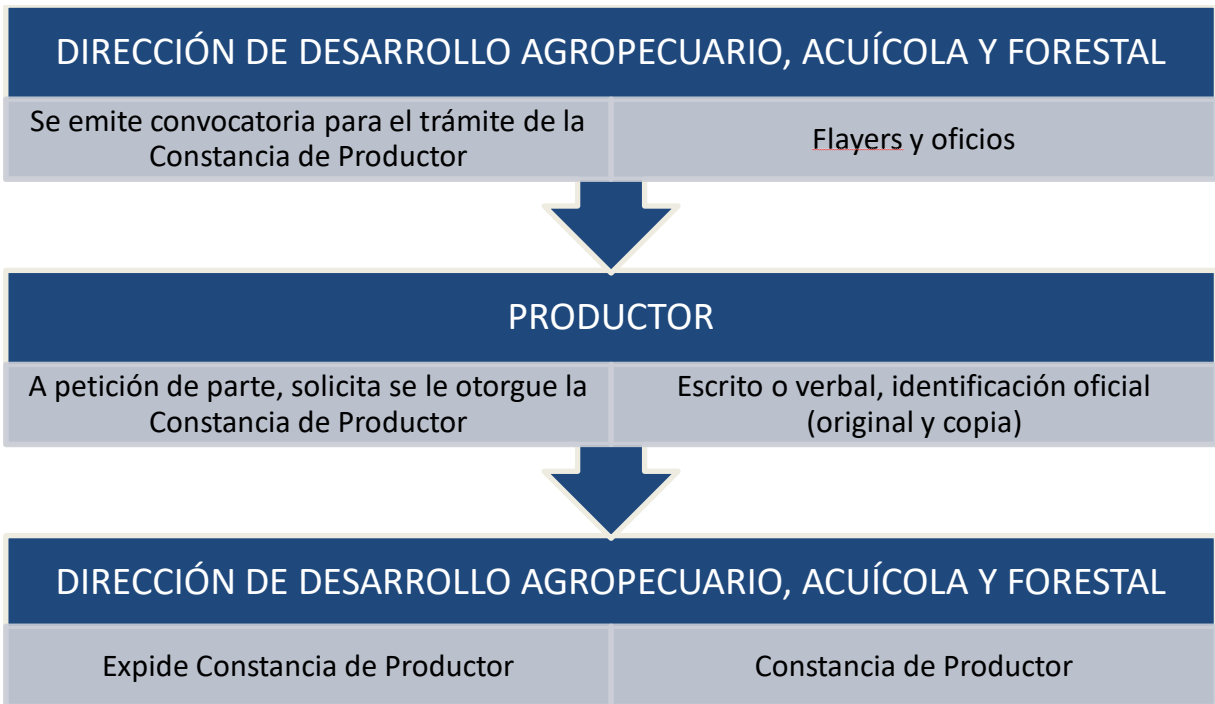 DIRECCIÓN DE DESARROLLO AGROPECUARIO, ACUÍCOLA Y FORESTAL
Se emite convocatoria para el trámite de la
Constancia de Productor
Flayers y oficios
PRODUCTOR
A petición de parte, solicita se le otorgue la
Constancia de Productor
Escrito o verbal, identificación oficial
(original y copia)
DIRECCIÓN DE DESARROLLO AGROPECUARIO, ACUÍCOLA Y FORESTAL
Expide Constancia de Productor
Constancia de Productor